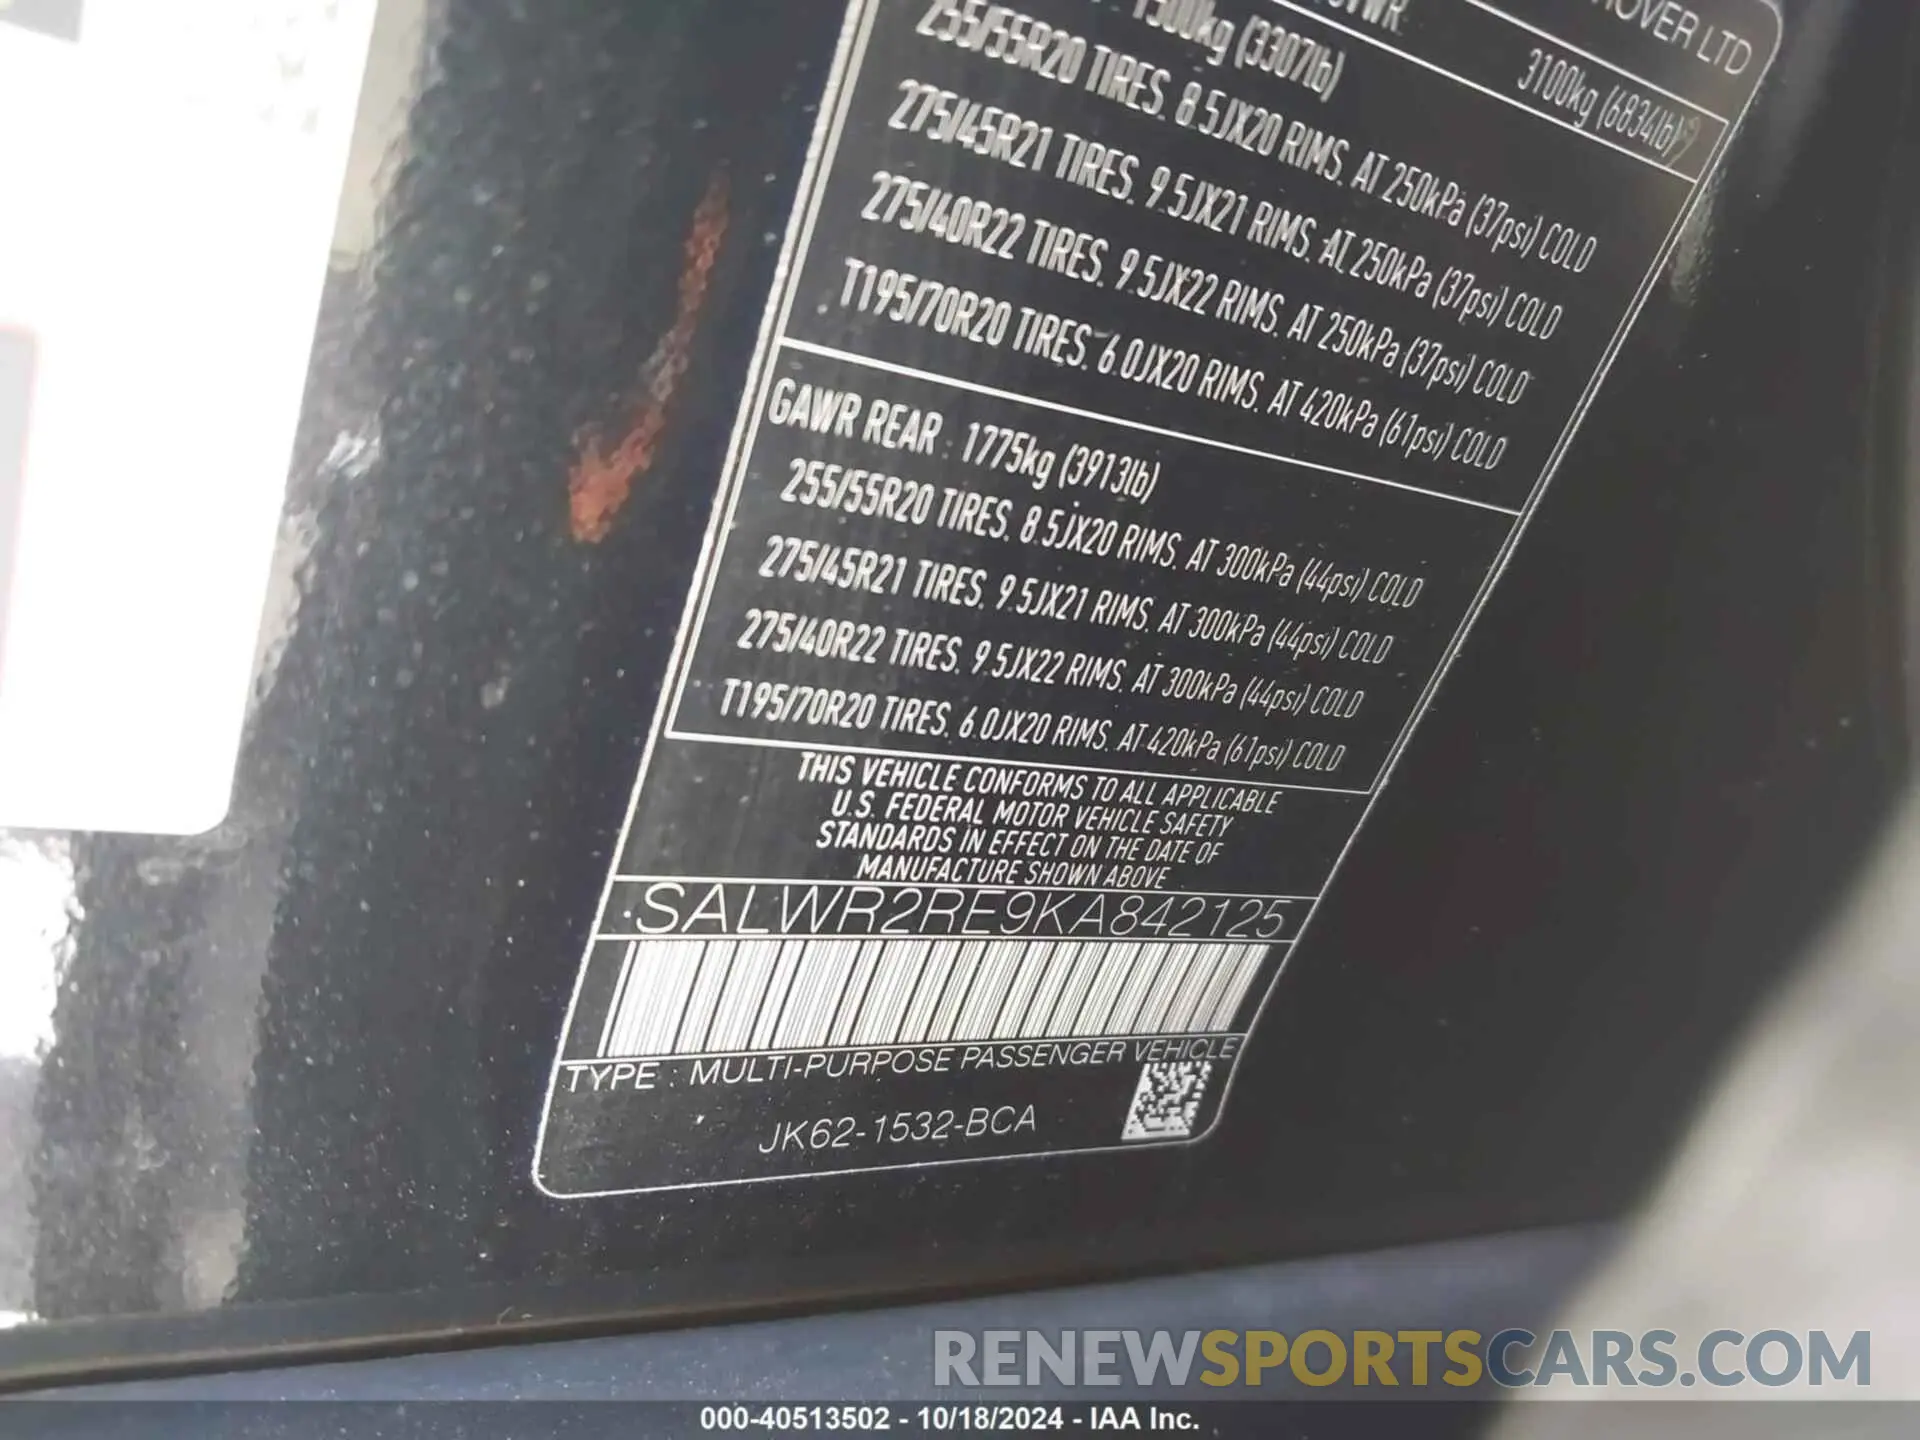 ROVER LTD
3100kg (6834lb)
1500kg (3307lb)
255/55R20 TIRES. 8.5JX20 RIMS. AT 250kPa (37psi) COLD
275/45R21 TIRES. 9.5JX21 RIMS. AT 250kPa (37psi) COLD
275/40R22 TIRES. 9.5JX22 RIMS. AT 250kPa (37psi) COLD
T195/70R20 TIRES. 6.0JX20 RIMS. AT 420kPa (61psi) COLD
GAWR REAR : 1775kg (3913lb)
255/55R20 TIRES. 8.5JX20 RIMS. AT 300kPa (44psi) COLD
275/45R21 TIRES. 9.5JX21 RIMS. AT 300kPa (44psi) COLD
275/40R22 TIRES. 9.5JX22 RIMS. AT 300kPa (44psi) COLD
T195/70R20 TIRES. 6.0JX20 RIMS. AT 420kPa (61psi) COLD
THIS VEHICLE CONFORMS TO ALL APPLICABLE
U.S. FEDERAL MOTOR VEHICLE SAFETY
STANDARDS IN EFFECT ON THE DATE OF
MANUFACTURE SHOWN ABOVE
SALWR2RE9KA842125
TYPE : MULTI-PURPOSE PASSENGER VEHICLE
JK62-1532-BCA
RENEWSPORTSCARS.COM
000-40513502 - 10/18/2024 - IAA Inc.